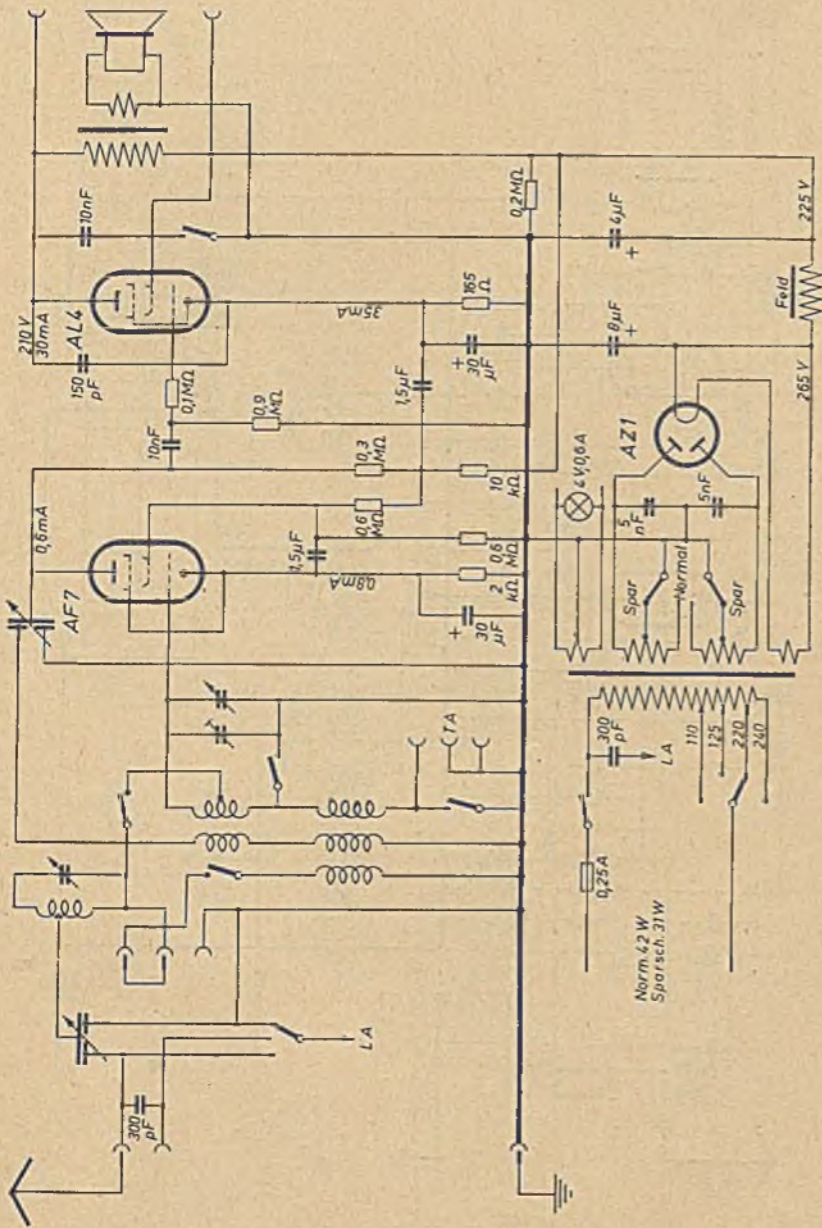 300 pF
LA
AF7
0,6mA
10nF
150 pF
210V
30mA
AL4
10nF
0,1MΩ
0,9 MΩ
0,3 MΩ
10 kΩ
0,6 MΩ
1,5µF
0,8mA
0,6 MΩ
2 kΩ
+
30 µF
1,5µF
35mA
+
30 µF
165 Ω
0,2MΩ
TA
0,25A
300 pF
LA
110
125
220
240
Norm. 42 W
Sparsch. 31 W
Spar
Normal
Spar
4V, 0,6A
5 nF
5nF
AZ1
8µF
+
4µF
+
265 V
Feld
225 V